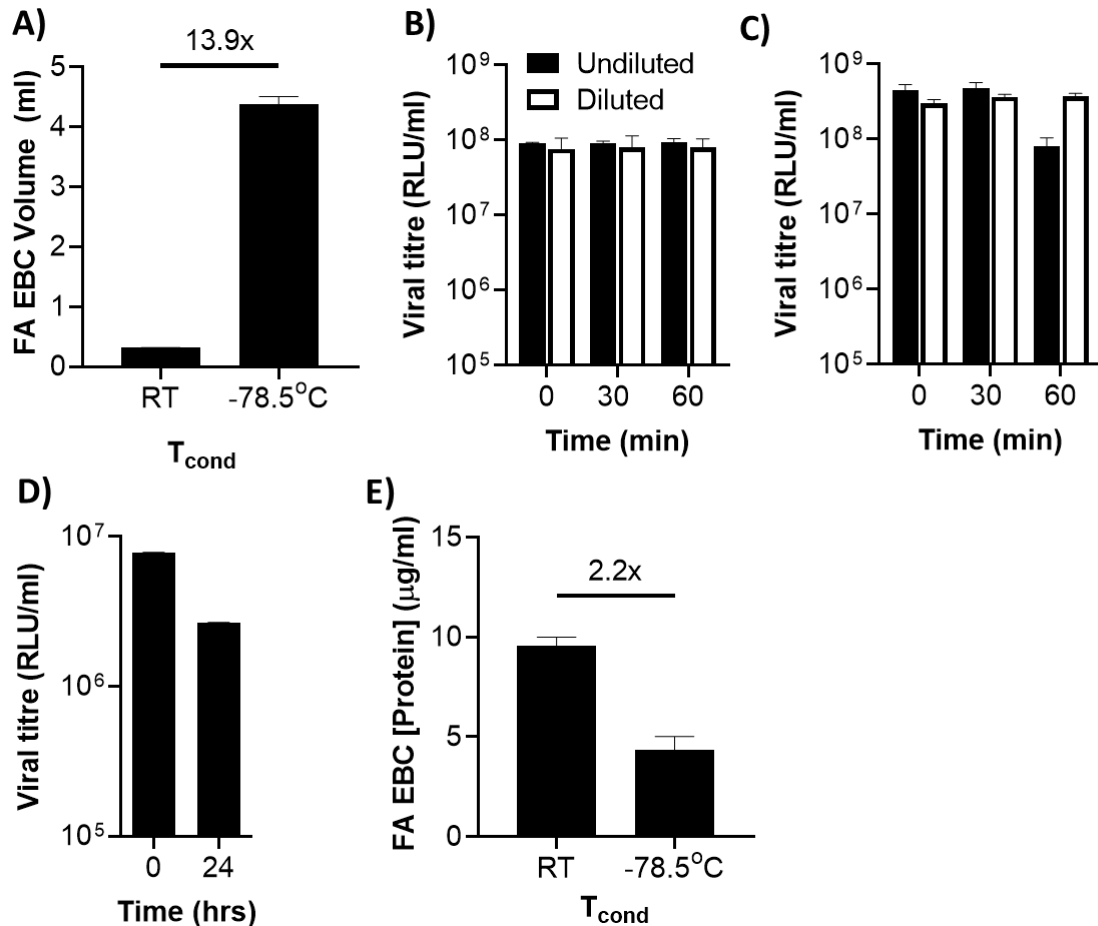 A)
13.9x
FA EBC Volume (ml)
5
4
3
2
1
0
RT -78.5°C
Tcond
B)
Undiluted
Diluted
Viral titre (RLU/ml)
10⁹
10⁸
10⁷
10⁶
10⁵
0 30 60
Time (min)
C)
Viral titre (RLU/ml)
10⁹
10⁸
10⁷
10⁶
10⁵
0 30 60
Time (min)
D)
Viral titre (RLU/ml)
10⁷
10⁶
10⁵
0 24
Time (hrs)
E)
2.2x
FA EBC [Protein] (μg/ml)
15
10
5
0
RT -78.5°C
Tcond